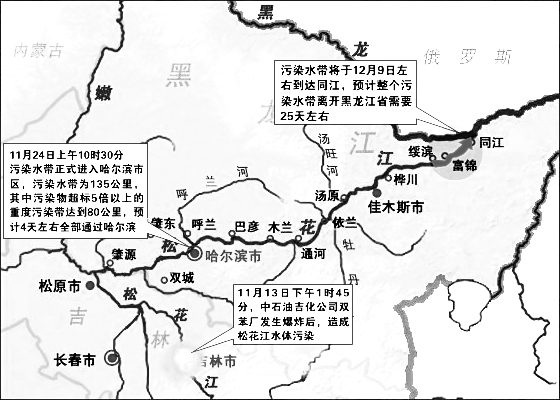 黑
龙
江
内蒙古
俄罗斯
黑
龙
江
嫩
污染水带将于12月9日左
右到达同江，预计整个污
染水带离开黑龙江省需要
25天左右
11月24日上午10时30分
污染水带正式进入哈尔滨市
区，污染水带为135公里，
其中污染物超标5倍以上的
重度污染带达到80公里，预
计4天左右全部通过哈尔滨
同江
绥滨
富锦
桦川
佳木斯市
汤旺河
汤原
依兰
呼兰河
肇东
呼兰
巴彦
木兰
通河
花
松
哈尔滨市
牡丹
肇源
双城
松原市
松
花
江
吉林
长春市
吉林市
11月13日下午1时45
分，中石油吉化公司双
苯厂发生爆炸后，造成
松花江水体污染